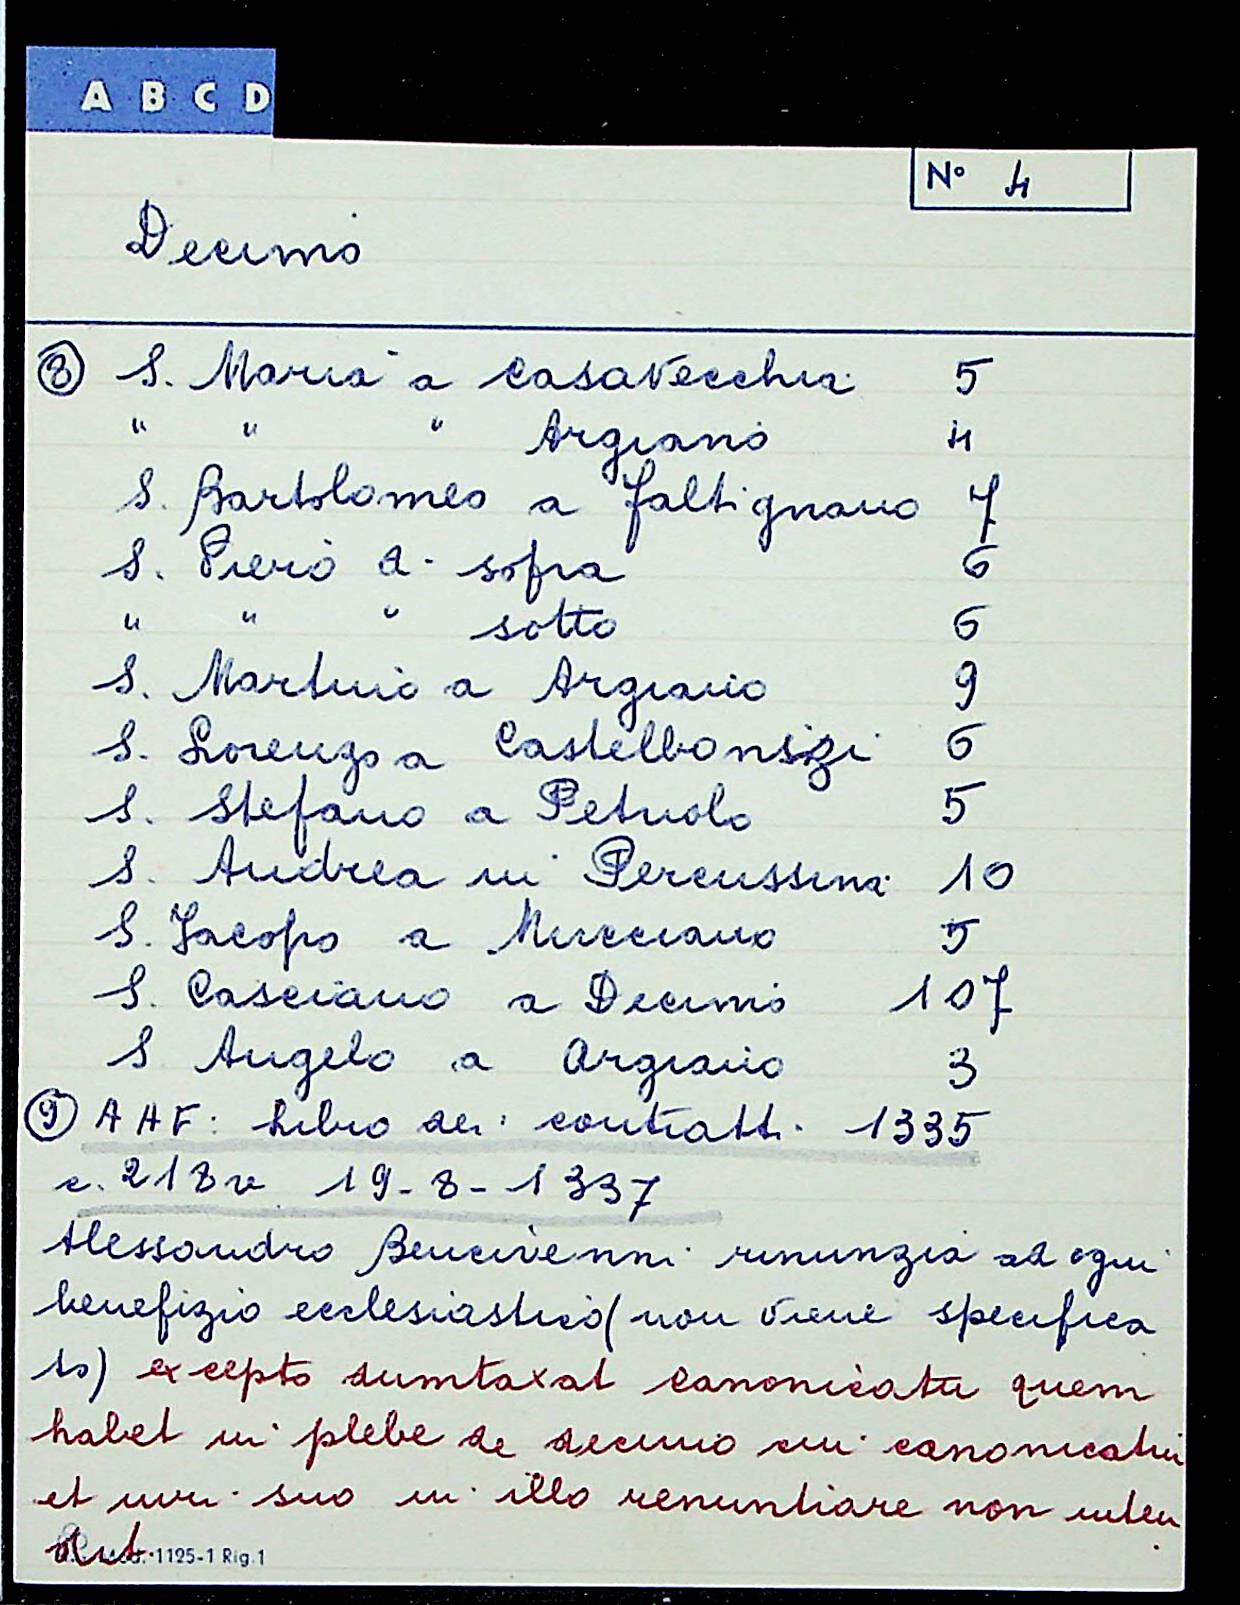 A B C D
N° 4
Decimo
⑧ S. Maria a Casavecchia 5
" " " Argiano 4
S. Bartolomeo a Faltignano 7
S. Piero a sopra 6
" " " sotto 6
S. Martino a Argiano 9
S. Lorenzo a Castelbonizi 6
S. Stefano a Petriolo 5
S. Andrea in Percussina 10
S. Jacopo a Mucciano 5
S. Casciano a Decimo 107
S Angelo a Argiano 3
⑨ AHF: Libro dei contratti 1335
c. 218v 19-8-1337
Alessandro Bencivenni rinunzia ad ogni
benefizio ecclesiastico (non viene specifica
to) excepto dumtaxat canonicatu quem
habet in plebe de decimo cui canonicatui
et iuri suo in illo renuntiare non inten
dit.
1125-1 Rig.1